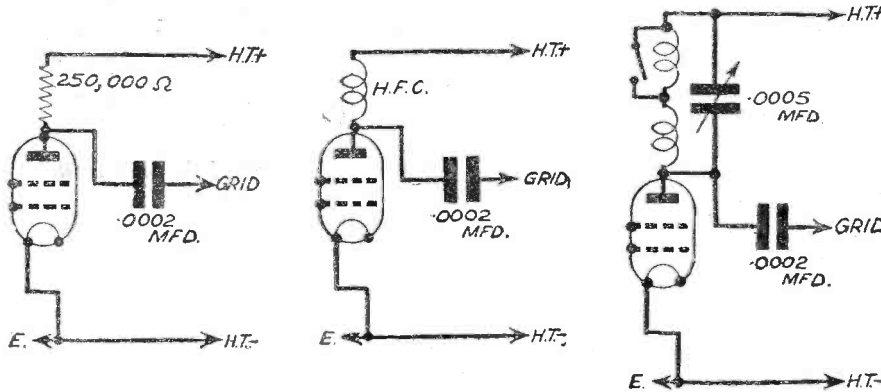 H.T.+
250,000 Ω
GRID
.0002
MFD.
E.
H.T.-
H.T.+
H.F.C.
GRID
.0002
MFD.
E.
H.T.-
H.T.+
.0005
MFD.
GRID
.0002
MFD.
E.
H.T.-